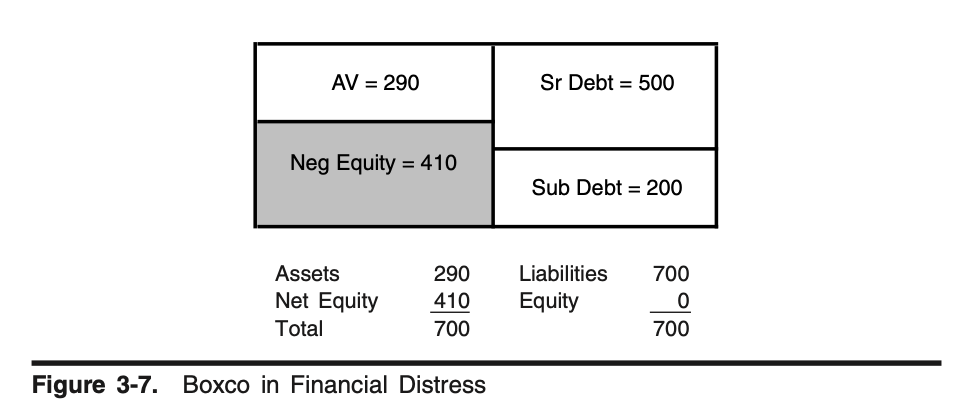 AV = 290 Sr Debt = 500
Neg Equity = 410
Sub Debt = 200
Assets 290 Liabilities 700
Net Equity 410 Equity 0
Total 700 700
Figure 3-7. Boxco in Financial Distress